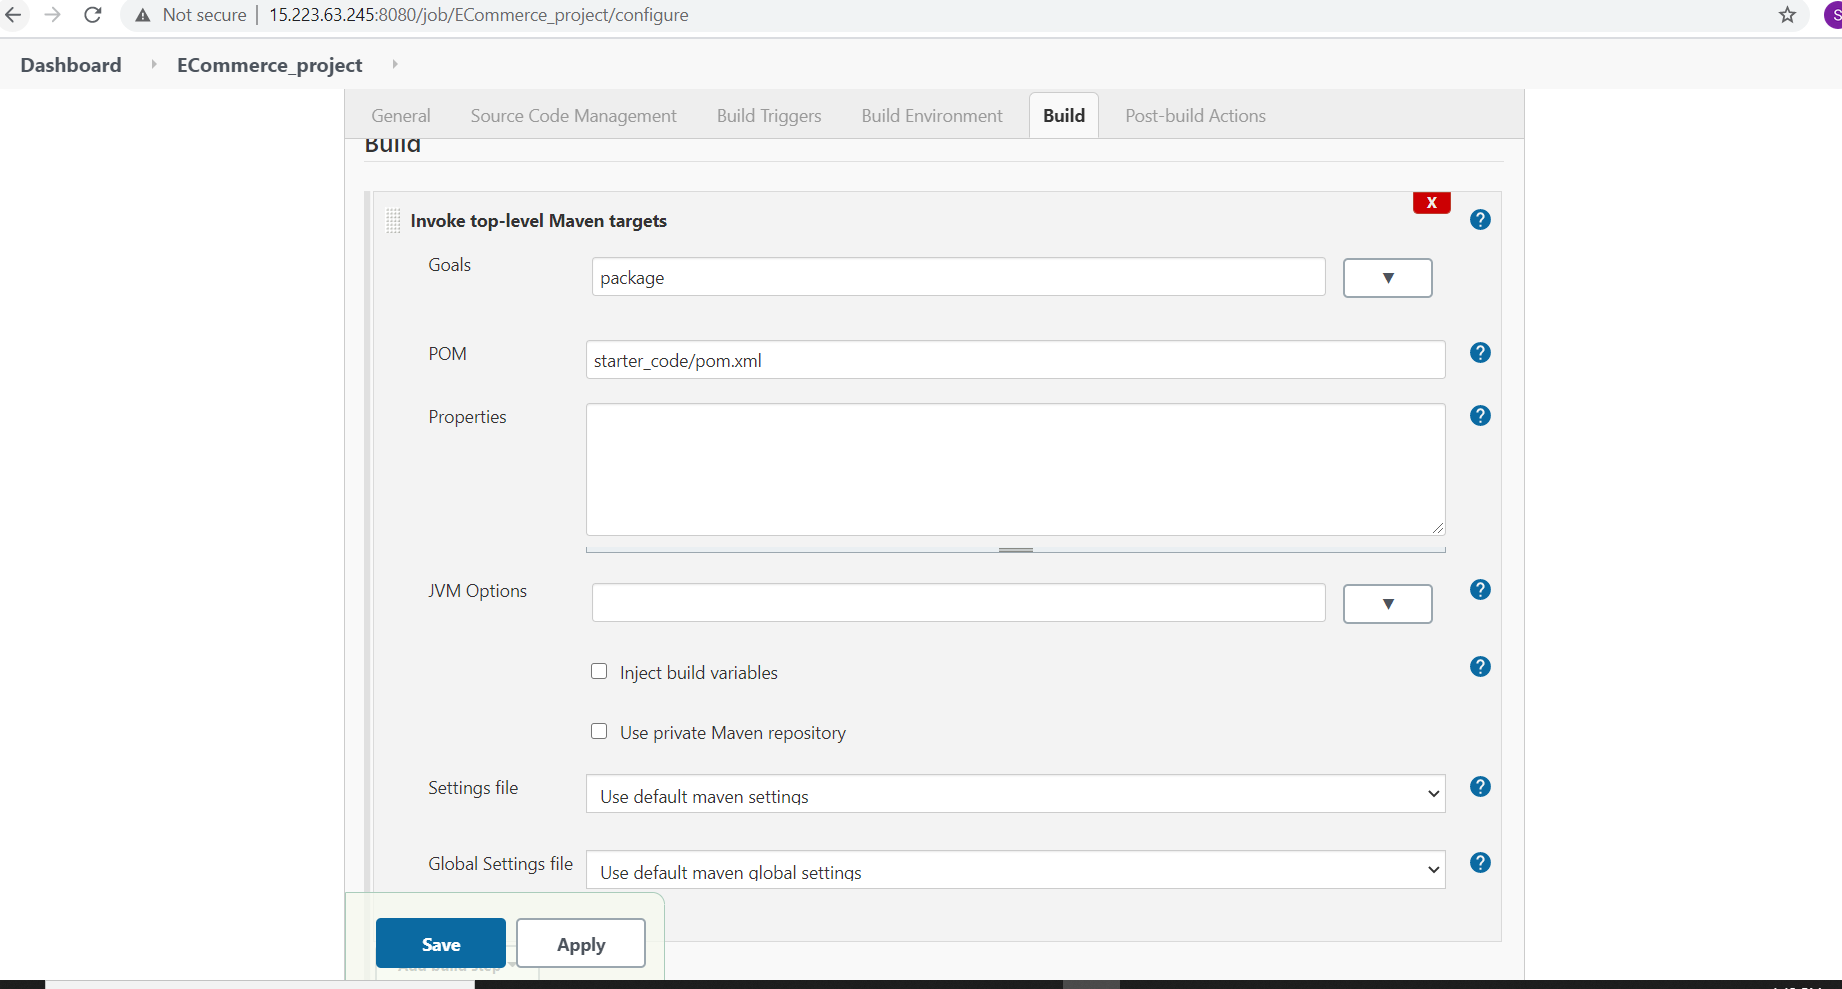 Not secure | 15.223.63.245:8080/job/ECommerce_project/configure
S
Dashboard ECommerce_project
General Source Code Management Build Triggers Build Environment Build Post-build Actions
Build
X
Invoke top-level Maven targets ?
Goals package ▼
POM starter_code/pom.xml ?
Properties ?
JVM Options ▼ ?
Inject build variables ?
Use private Maven repository
Settings file Use default maven settings ?
Global Settings file Use default maven global settings ?
Save Apply
Add build step